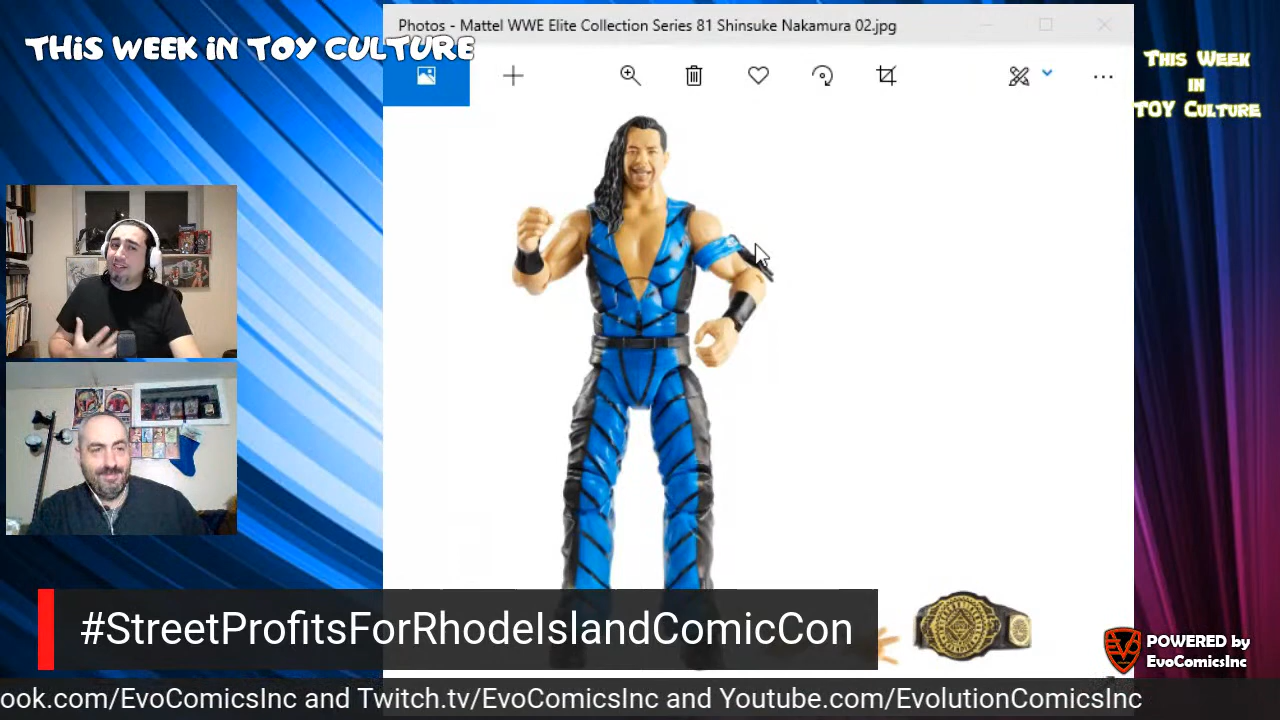 Photos - Mattel WWE Elite Collection Series 81 Shinsuke Nakamura 02.jpg
THiS WEEK iN TOY CULTURE
This Week
in
TOY Culture
#StreetProfitsForRhodeIslandComicCon
POWERED by
EvoComicsInc
ook.com/EvoComicsInc and Twitch.tv/EvoComicsInc and Youtube.com/EvolutionComicsInc